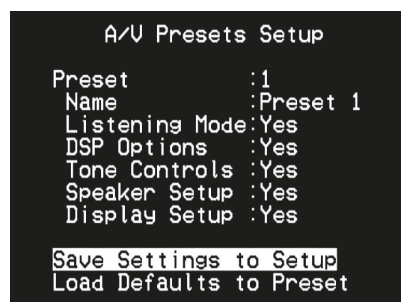 A/V Presets Setup
Preset :1
Name :Preset 1
Listening Mode:Yes
DSP Options :Yes
Tone Controls :Yes
Speaker Setup :Yes
Display Setup :Yes
Save Settings to Setup
Load Defaults to Preset